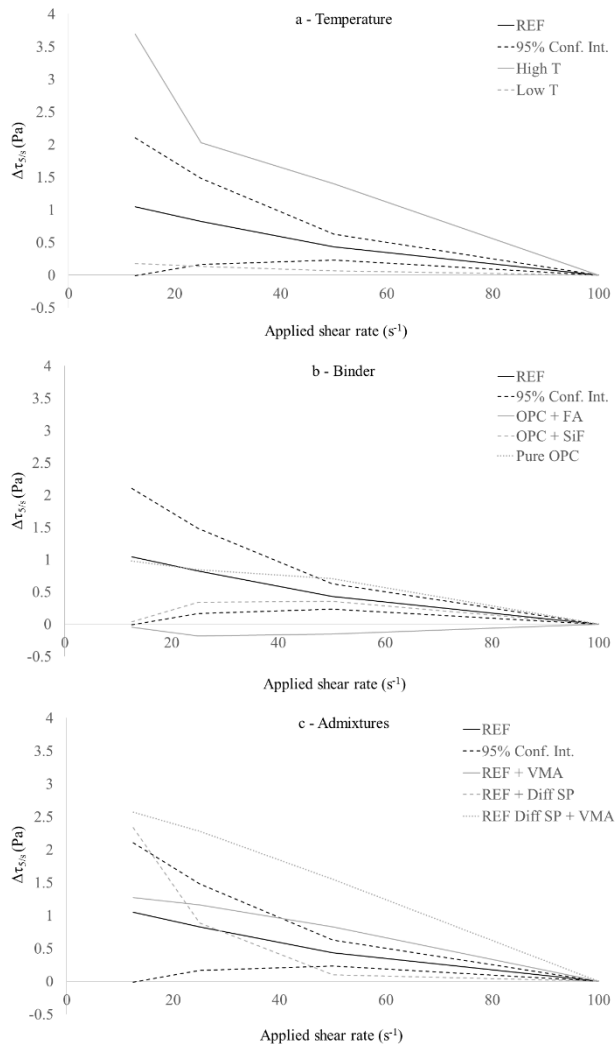 a - Temperature
REF
95% Conf. Int.
High T
Low T
4
3.5
3
2.5
2
1.5
1
0.5
0
-0.5
Δτ5/s (Pa)
0 20 40 60 80 100
Applied shear rate (s-1)
b - Binder
REF
95% Conf. Int.
OPC + FA
OPC + SiF
Pure OPC
4
3.5
3
2.5
2
1.5
1
0.5
0
-0.5
Δτ5/s (Pa)
0 20 40 60 80 100
Applied shear rate (s-1)
c - Admixtures
REF
95% Conf. Int.
REF + VMA
REF + Diff SP
REF Diff SP + VMA
4
3.5
3
2.5
2
1.5
1
0.5
0
-0.5
Δτ5/s (Pa)
0 20 40 60 80 100
Applied shear rate (s-1)